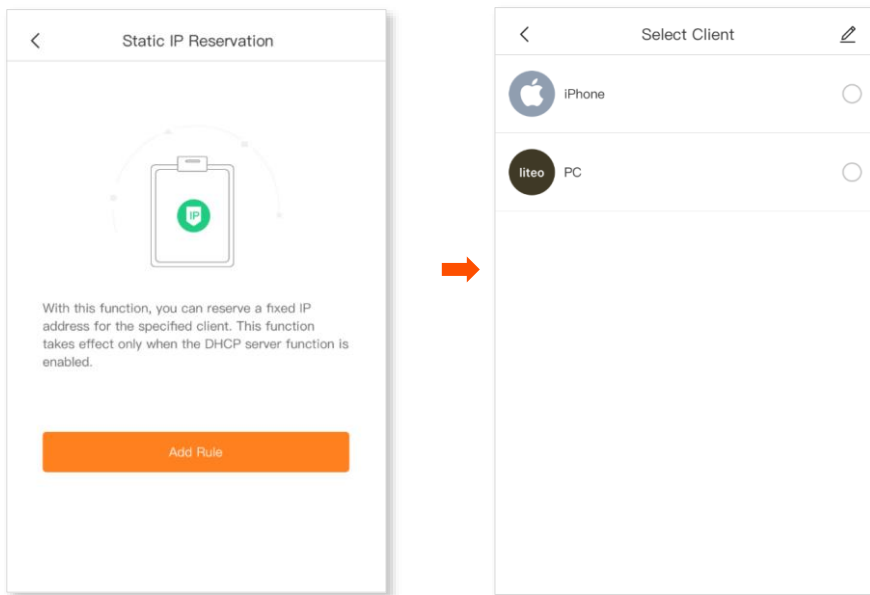 Static IP Reservation
IP
With this function, you can reserve a fixed IP
address for the specified client. This function
takes effect only when the DHCP server function is
enabled.
Add Rule
Select Client
iPhone
liteo
PC